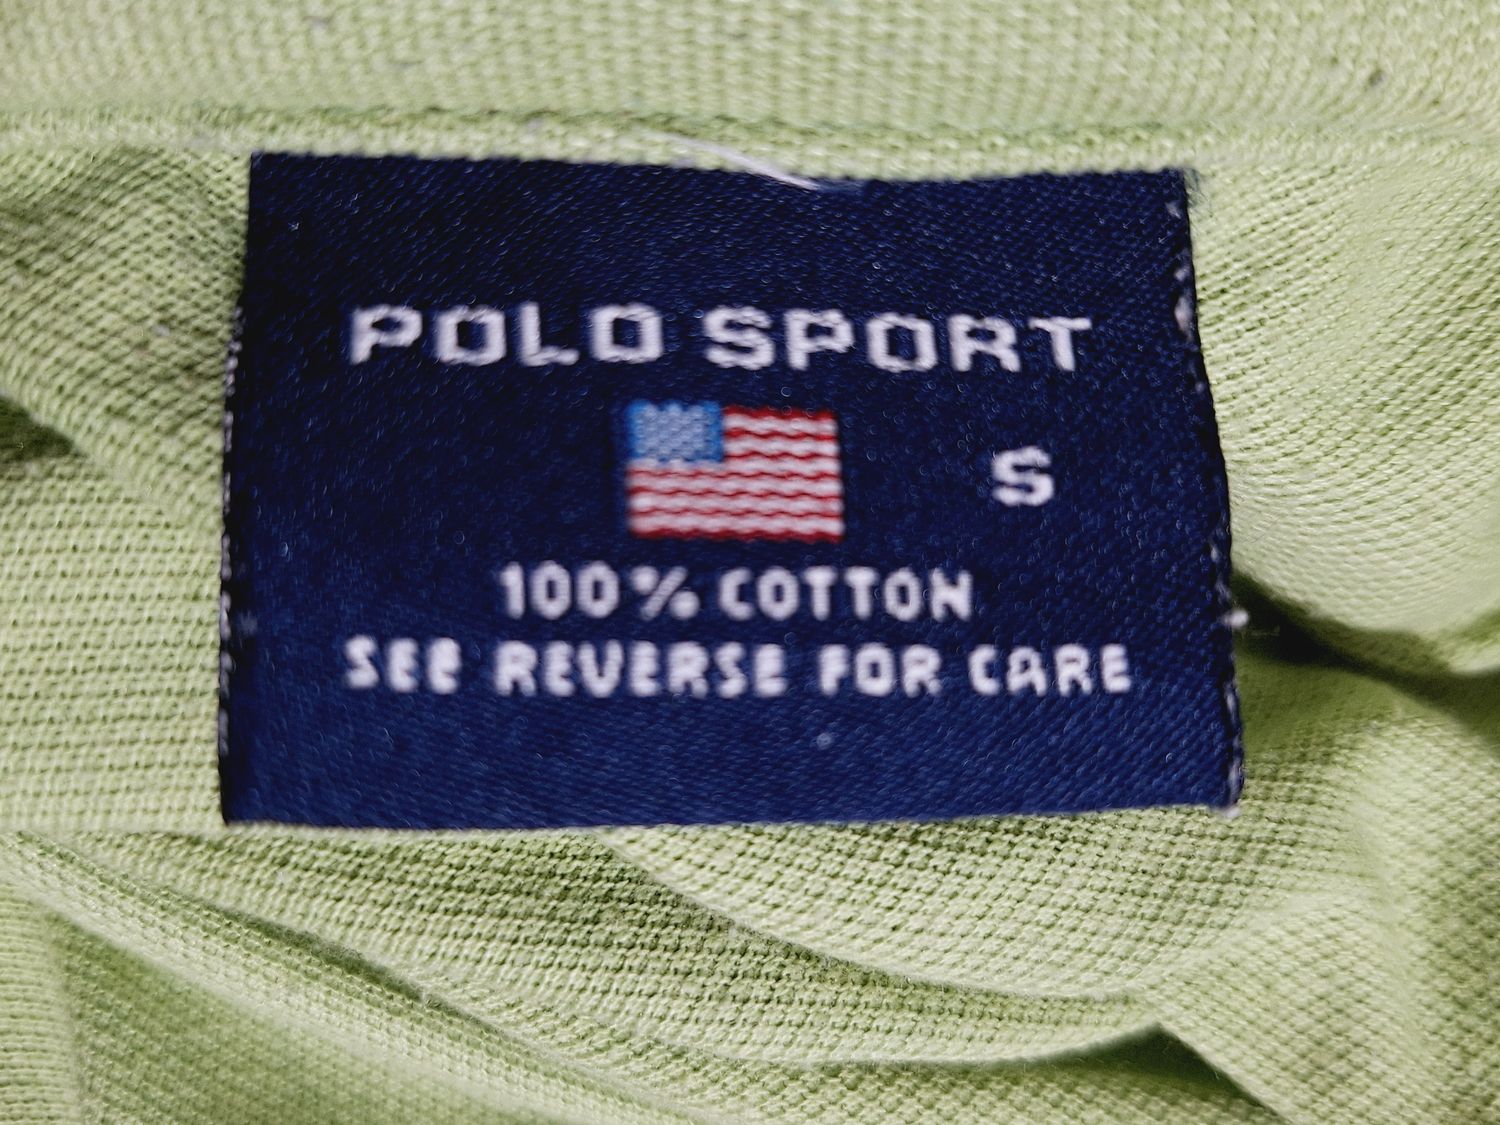 POLO SPORT
S
100% COTTON
SEE REVERSE FOR CARE